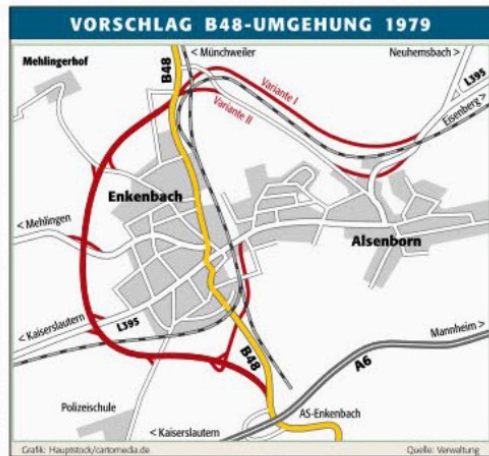 VORSCHLAG B48-UMGEHUNG 1979
< Münchweiler
Neuhemsbach >
Mehlingerhof
B48
L395
Variante I
Eisenberg >
Variante II
Enkenbach
< Mehlingen
Alsenborn
L395
< Kaiserslautern
Mannheim >
A6
B48
Polizeischule
AS-Enkenbach
< Kaiserslautern
Grafik: Hauptstock/cartomedia.de
Quelle: Verwaltung